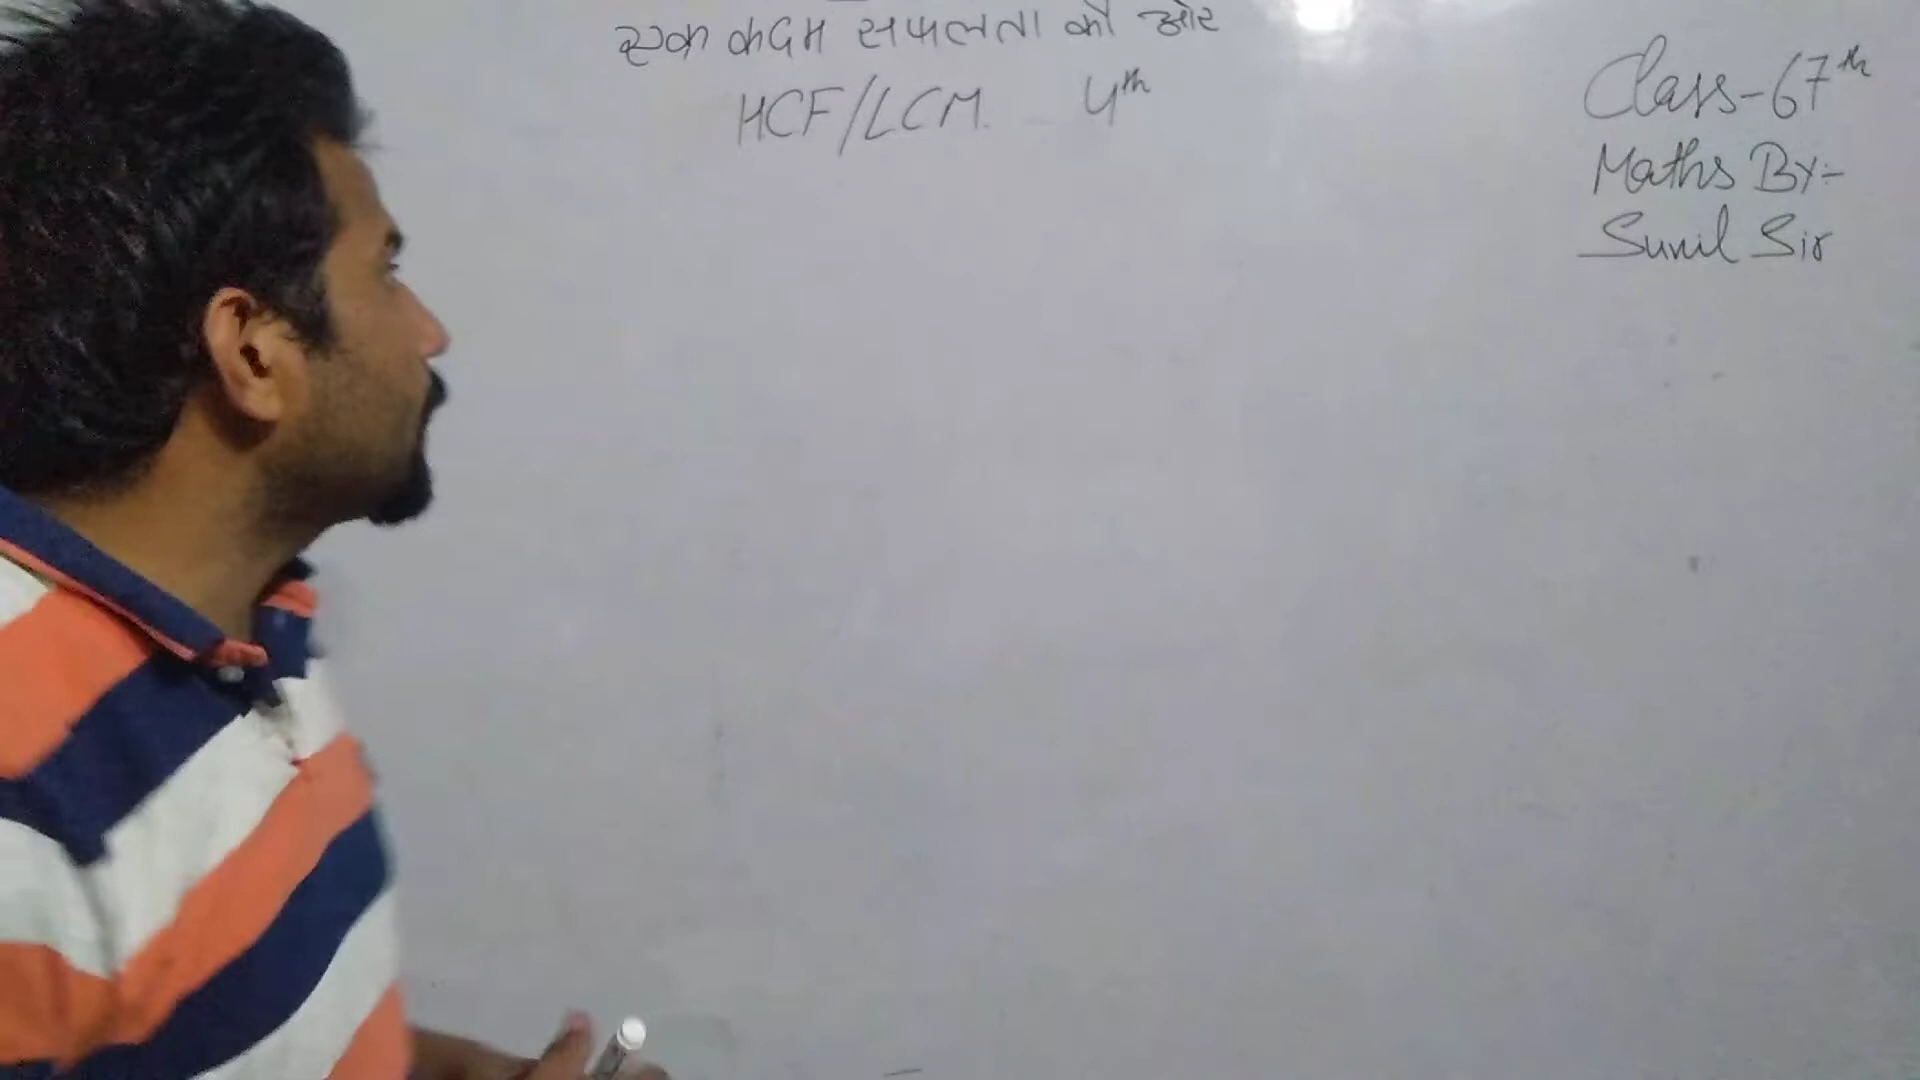 एक कदम सफलता की ओर
HCF/LCM 4th
Class-67th
Maths By:-
Sunil Sir